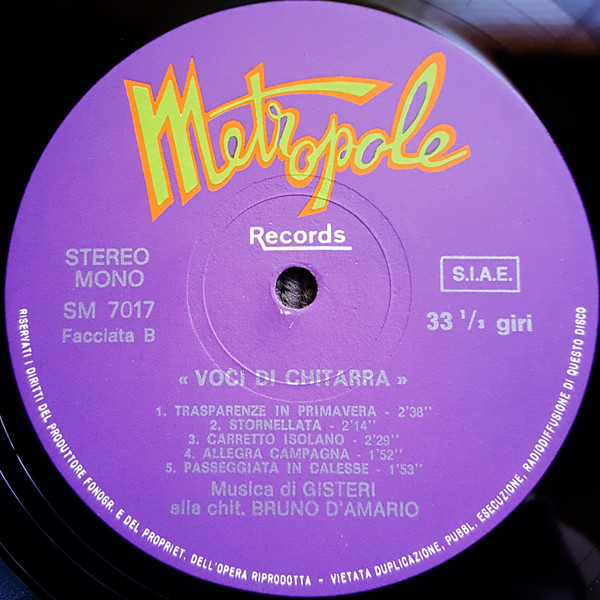 Metropole
Records
STEREO
MONO
SM 7017
Facciata B
S.I.A.E.
33 1/3 giri
« VOCI DI CHITARRA »
1. TRASPARENZE IN PRIMAVERA - 2'38''
2. STORNELLATA - 2'14''
3. CARRETTO ISOLANO - 2'29''
4. ALLEGRA CAMPAGNA - 1'52''
5. PASSEGGIATA IN CALESSE - 1'53''
Musica di GISTERI
alla chit. BRUNO D'AMARIO
RISERVATI I DIRITTI DEL PRODUTTORE FONOGR. E DEL PROPRIET. DELL'OPERA RIPRODOTTA - VIETATA DUPLICAZIONE, PUBBL. ESECUZIONE, RADIODIFFUSIONE DI QUESTO DISCO